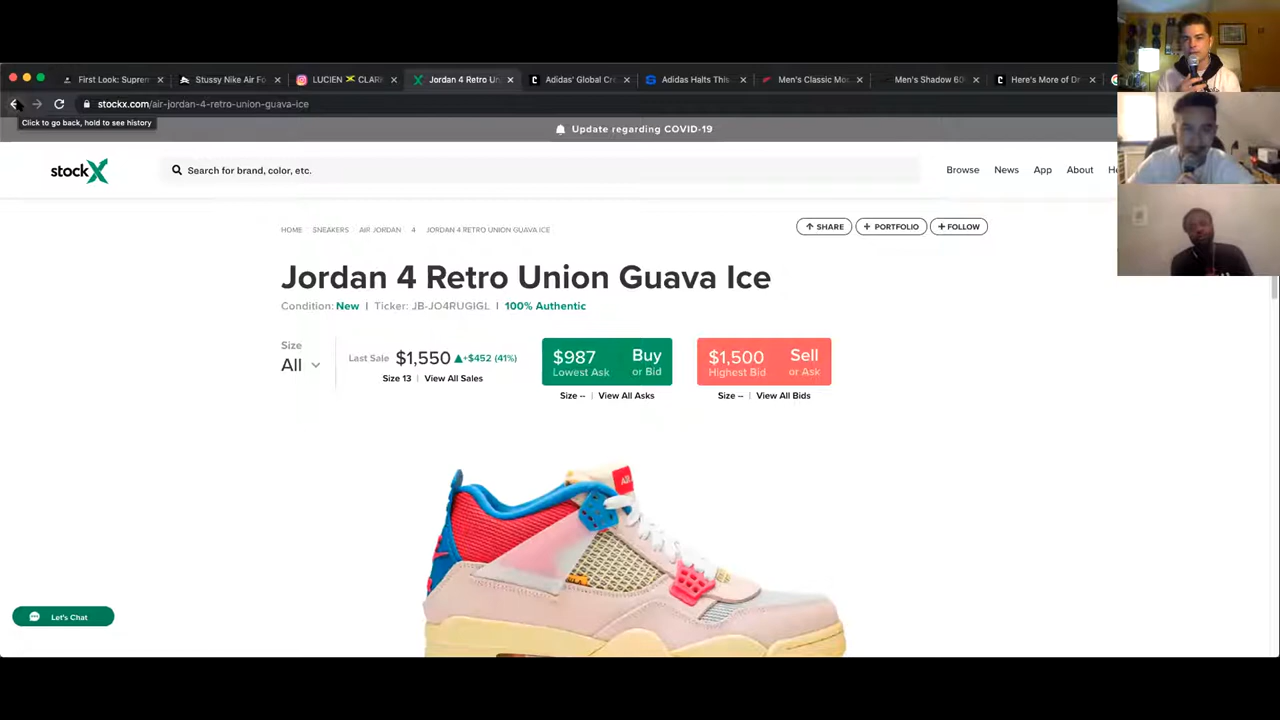 First Look: Suprem
Stussy Nike Air Fo
LUCIEN CLAR
Jordan 4 Retro Un
Adidas' Global Cre
Adidas Halts This
Men's Classic Mo
Men's Shadow 60
Here's More of Dr
stockx.com/air-jordan-4-retro-union-guava-ice
Click to go back, hold to see history
Update regarding COVID-19
stockX
Search for brand, color, etc.
Browse News App About He
HOME SNEAKERS AIR JORDAN 4 JORDAN 4 RETRO UNION GUAVA ICE
SHARE + PORTFOLIO + FOLLOW
Jordan 4 Retro Union Guava Ice
Condition: New | Ticker: JB-JO4RUGIGL | 100% Authentic
Size
All
Last Sale $1,550 ▲+$452 (41%)
Size 13 | View All Sales
$987 Buy
Lowest Ask or Bid
Size -- | View All Asks
$1,500 Sell
Highest Bid or Ask
Size -- | View All Bids
Let's Chat